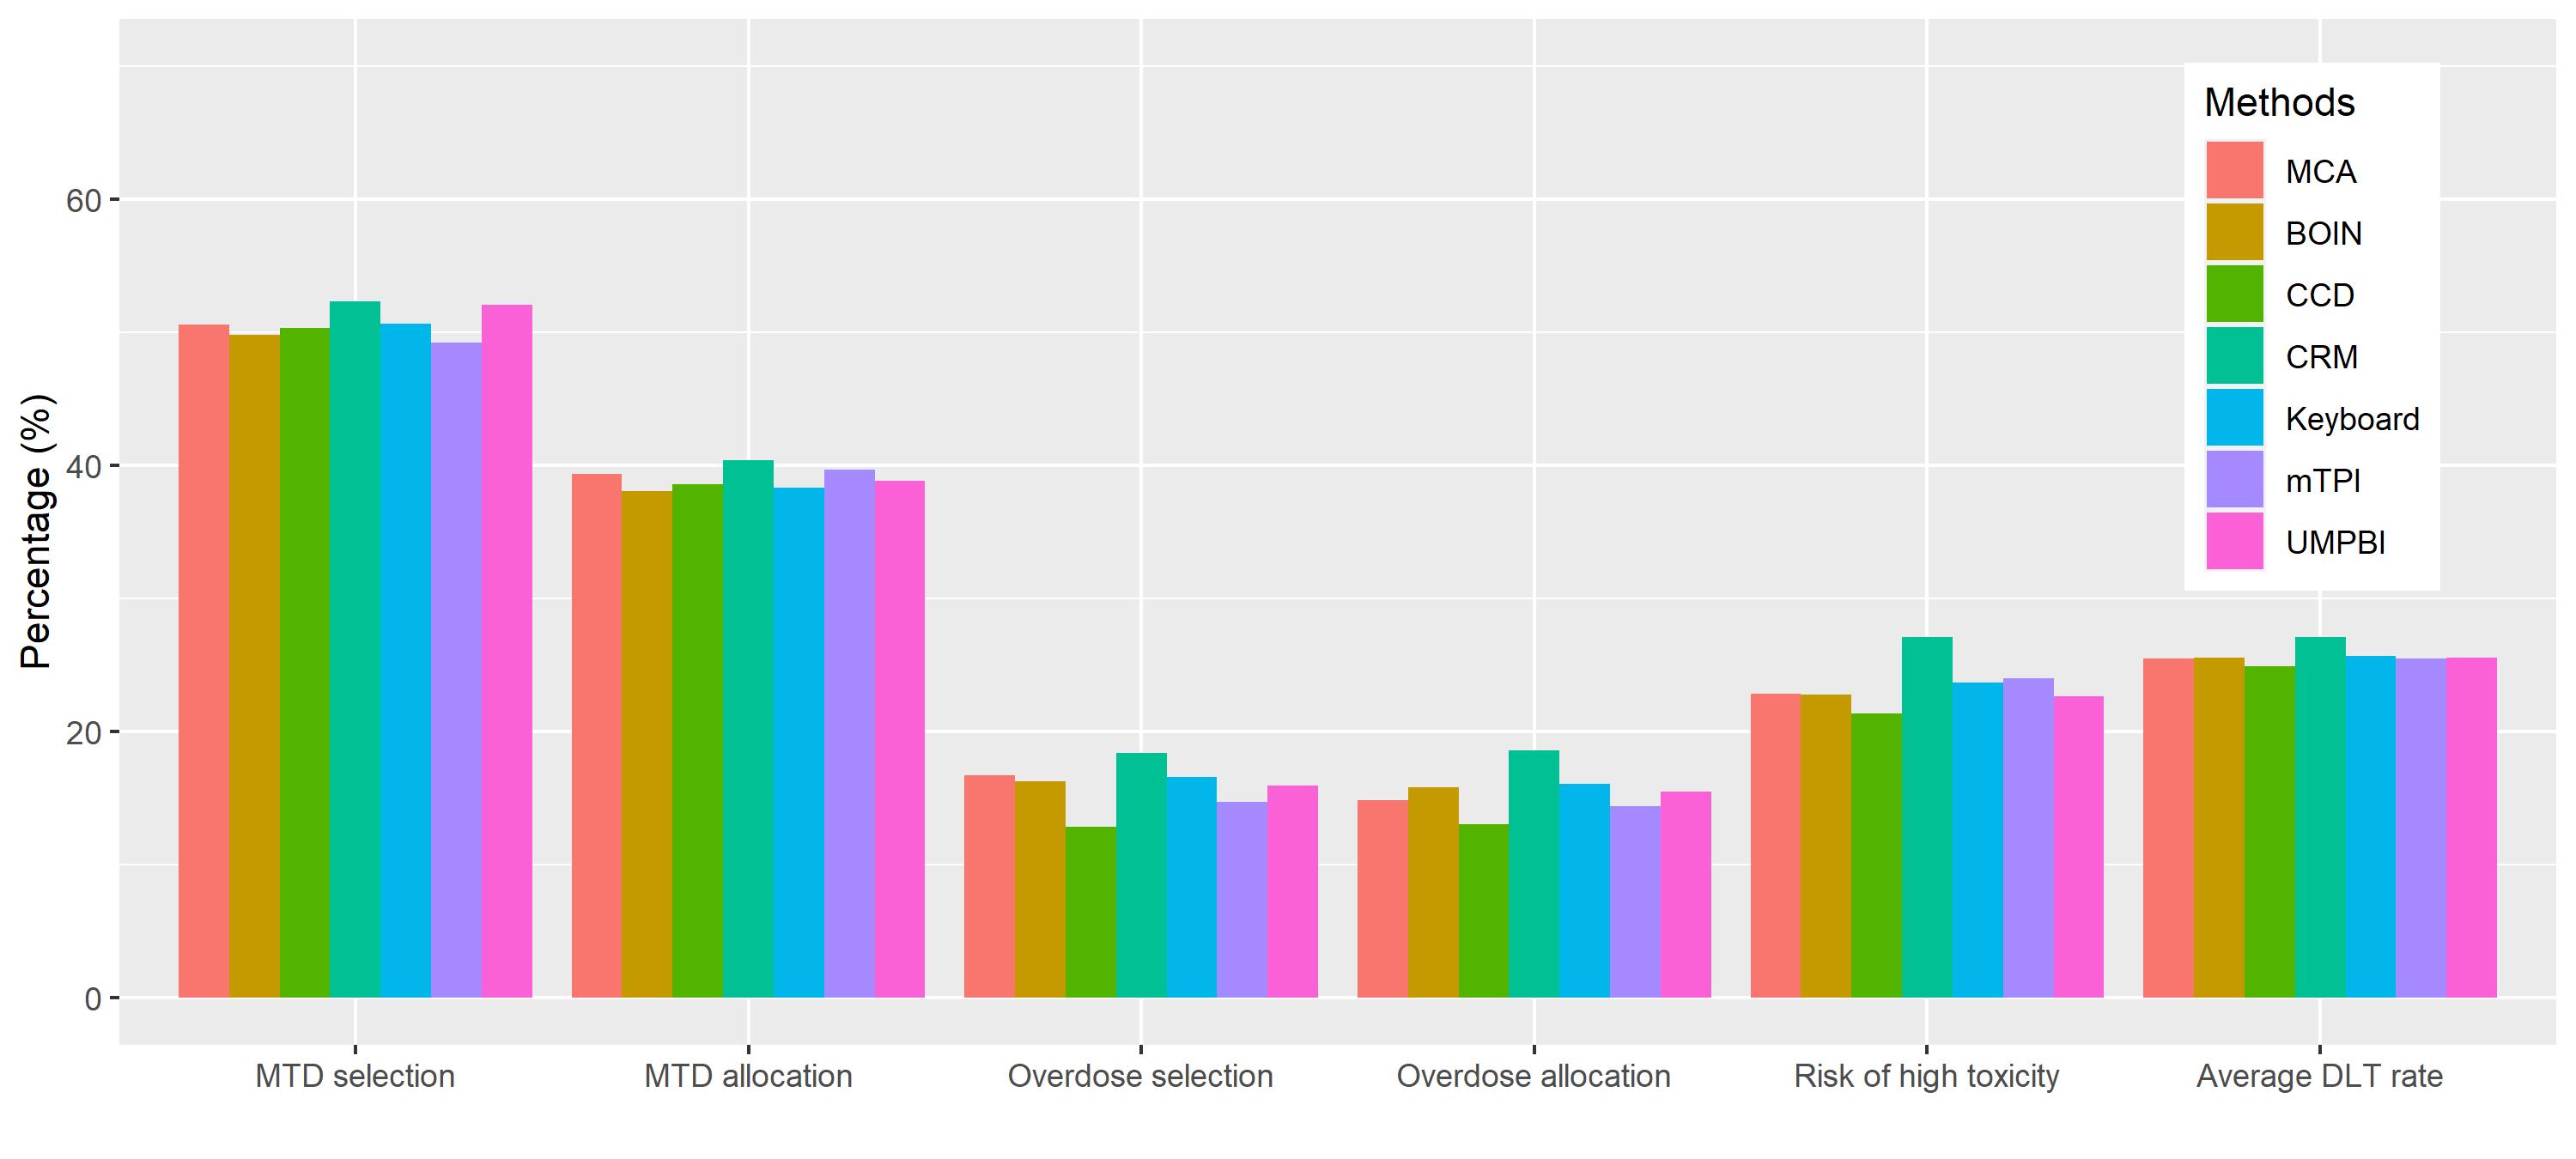 Methods
MCA
BOIN
CCD
CRM
Keyboard
mTPI
UMPBI
Percentage (%)
60
40
20
0
MTD selection
MTD allocation
Overdose selection
Overdose allocation
Risk of high toxicity
Average DLT rate